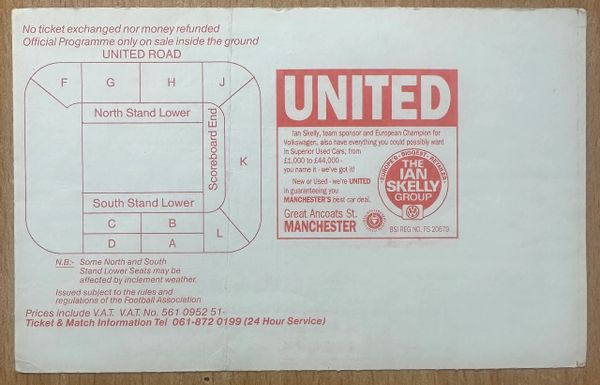 No ticket exchanged nor money refunded
Official Programme only on sale inside the ground
UNITED ROAD
F
G
H
J
North Stand Lower
Scoreboard End
K
South Stand Lower
C
B
D
A
L
N.B:- Some North and South
Stand Lower Seats may be
affected by inclement weather.
Issued subject to the rules and
regulations of the Football Association
Prices include V.A.T. V.A.T. No. 561 0952 51-
Ticket & Match Information Tel 061-872 0199 (24 Hour Service)
UNITED
Ian Skelly, team sponsor and European Champion for
Volkswagen, also have everything you could possibly want
in Superior Used Cars; from
£1,000 to £44,000 -
you name it - we've got it!
New or Used - we're UNITED
in guaranteeing you
MANCHESTER'S best car deal.
Great Ancoats St.
MANCHESTER
EUROPE'S BIGGEST RETAILER
THE
IAN
SKELLY
GROUP
BSI REG NO. FS 20679